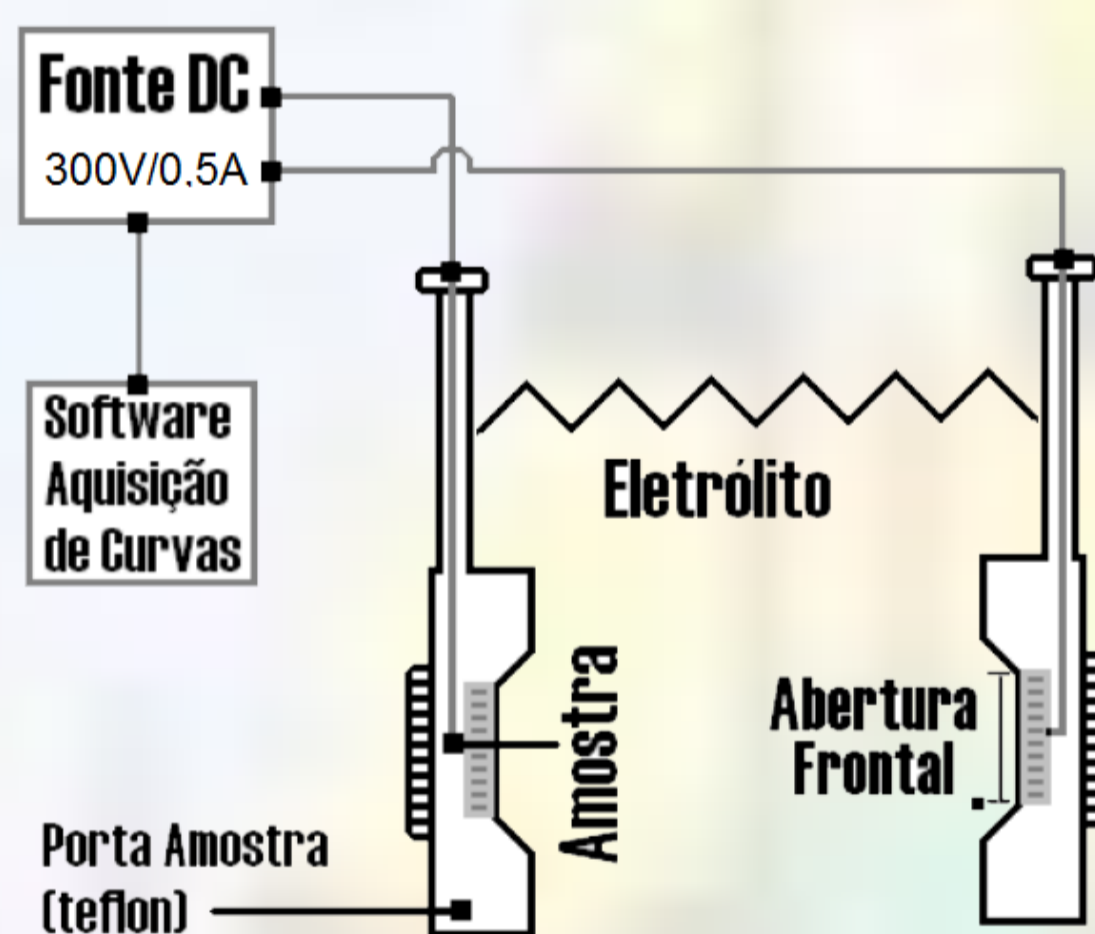 Fonte DC
300V/0.5A
Software
Aquisição
de Curvas
Eletrólito
Amostra
Abertura
Frontal
Porta Amostra
(teflon)